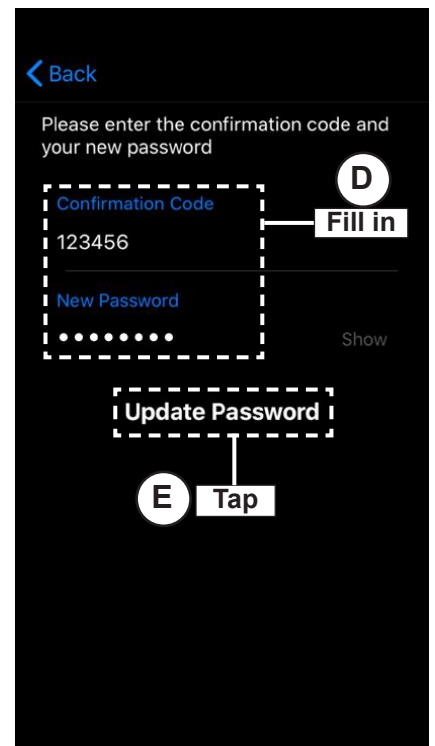 Back
Please enter the confirmation code and
your new password
D
Confirmation Code
Fill in
123456
New Password
••••••••
Show
Update Password
E Tap